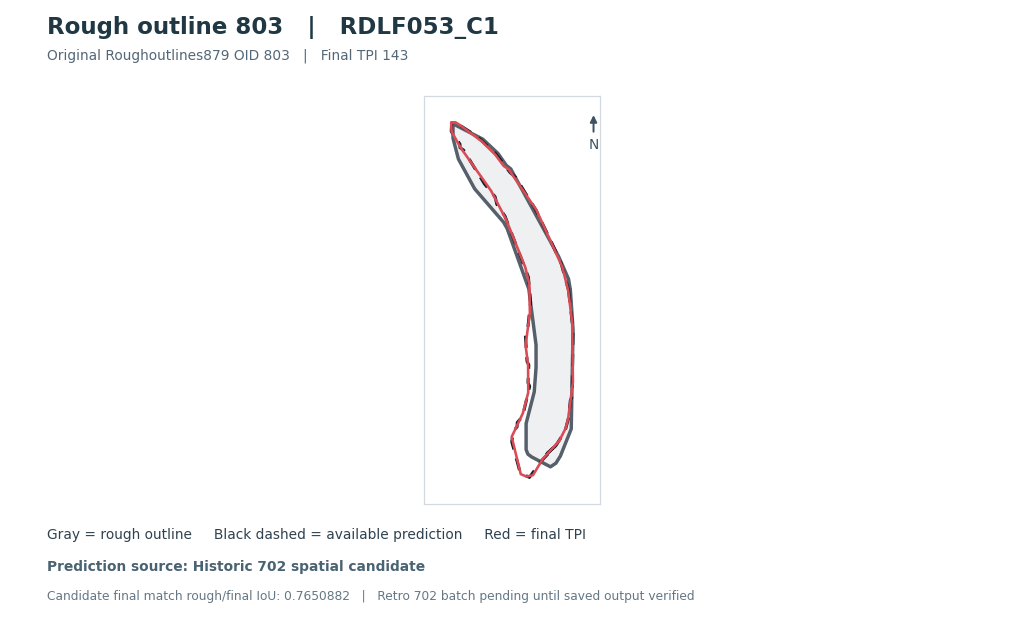 Rough outline 803   |   RDLF053_C1
Original Roughoutlines879 OID 803   |   Final TPI 143
N
Gray = rough outline     Black dashed = available prediction     Red = final TPI
Prediction source: Historic 702 spatial candidate
Candidate final match rough/final IoU: 0.7650882   |   Retro 702 batch pending until saved output verified